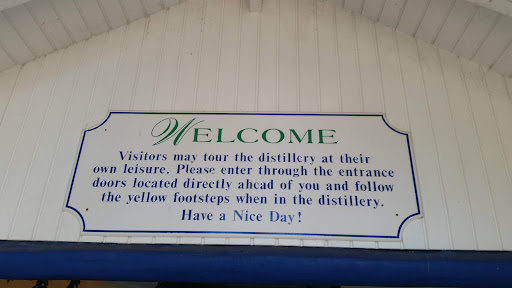 WELCOME
Visitors may tour the distillery at their
own leisure. Please enter through the entrance
doors located directly ahead of you and follow
the yellow footsteps when in the distillery.
Have a Nice Day!